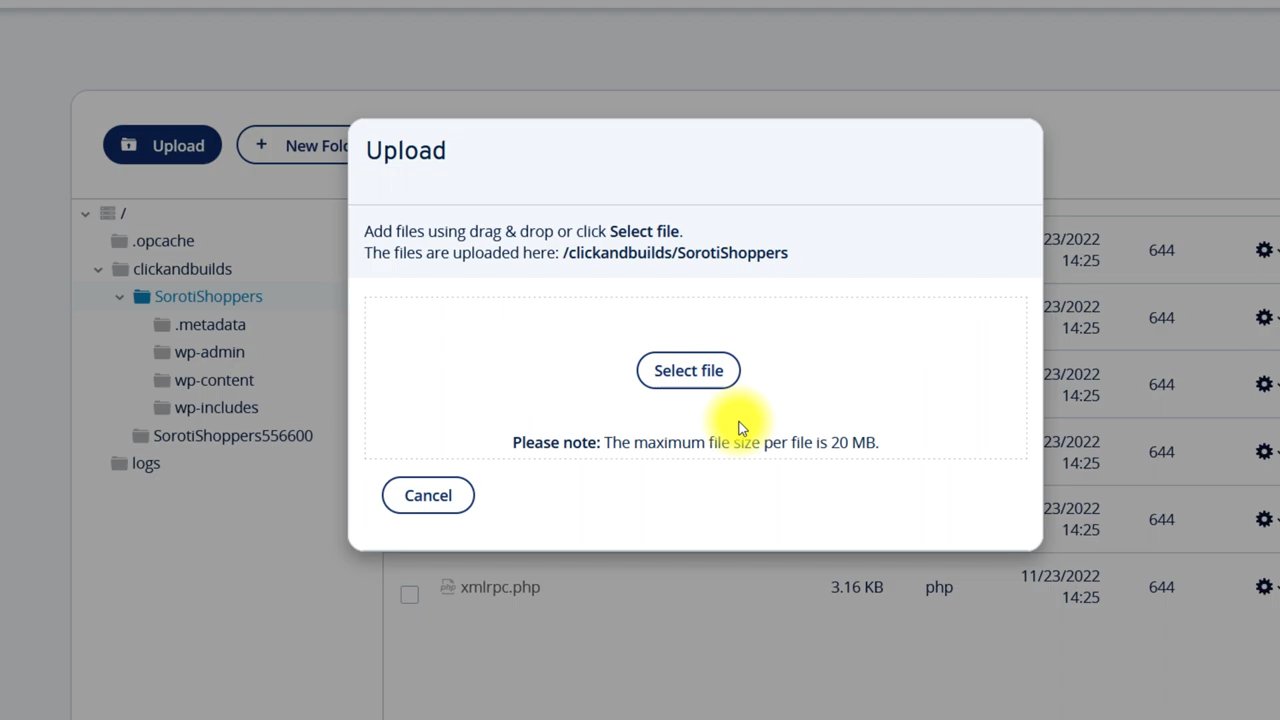 Upload
New Fol
Upload
Add files using drag & drop or click Select file.
The files are uploaded here: /clickandbuilds/SorotiShoppers
Select file
Please note: The maximum file size per file is 20 MB.
Cancel
/
.opcache
clickandbuilds
SorotiShoppers
.metadata
wp-admin
wp-content
wp-includes
SorotiShoppers556600
logs
23/2022
14:25
644
23/2022
14:25
644
23/2022
14:25
644
23/2022
14:25
644
23/2022
14:25
644
php
xmlrpc.php
3.16 KB
php
11/23/2022
14:25
644